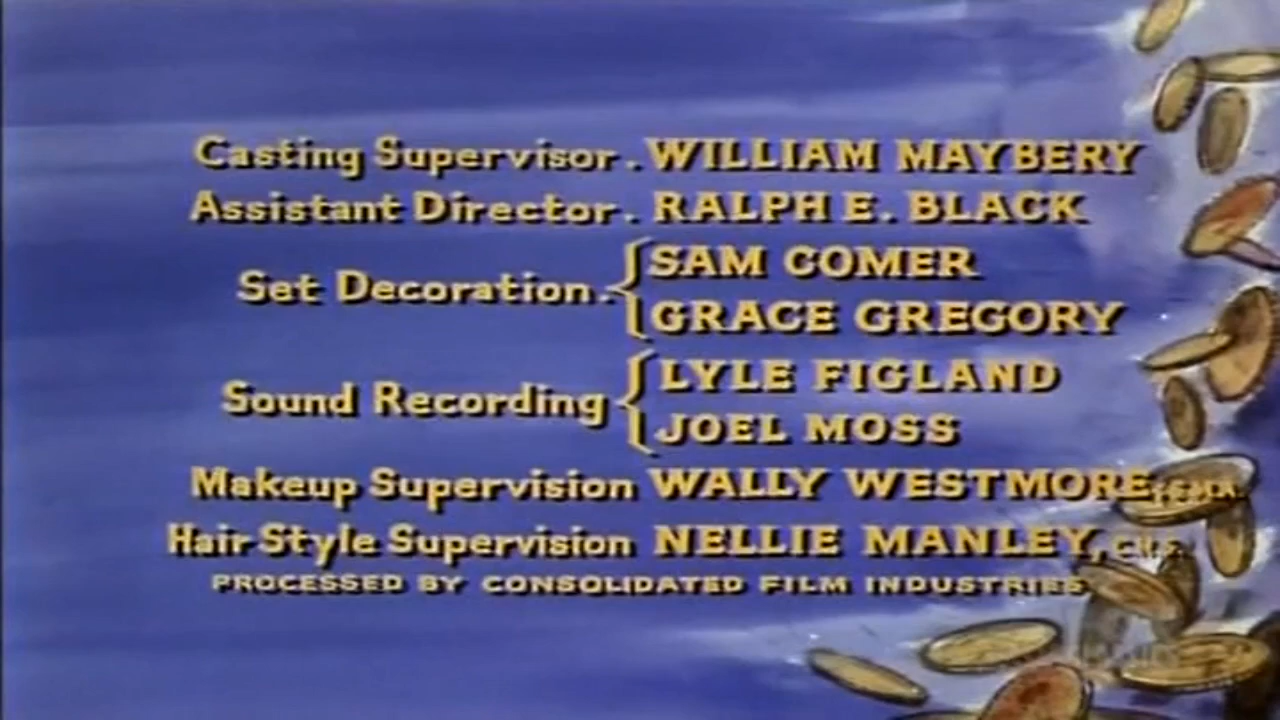 Casting Supervisor. WILLIAM MAYBERY
Assistant Director. RALPH E. BLACK
Set Decoration. SAM COMER
GRACE GREGORY
Sound Recording LYLE FIGLAND
JOEL MOSS
Makeup Supervision WALLY WESTMORE,
Hair Style Supervision NELLIE MANLEY, C.H.S.
PROCESSED BY CONSOLIDATED FILM INDUSTRIES